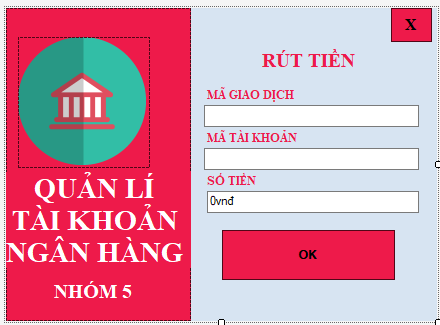 X
RÚT TIỀN
MÃ GIAO DỊCH
MÃ TÀI KHOẢN
SỐ TIỀN
0vnđ
OK
QUẢN LÍ
TÀI KHOẢN
NGÂN HÀNG
NHÓM 5